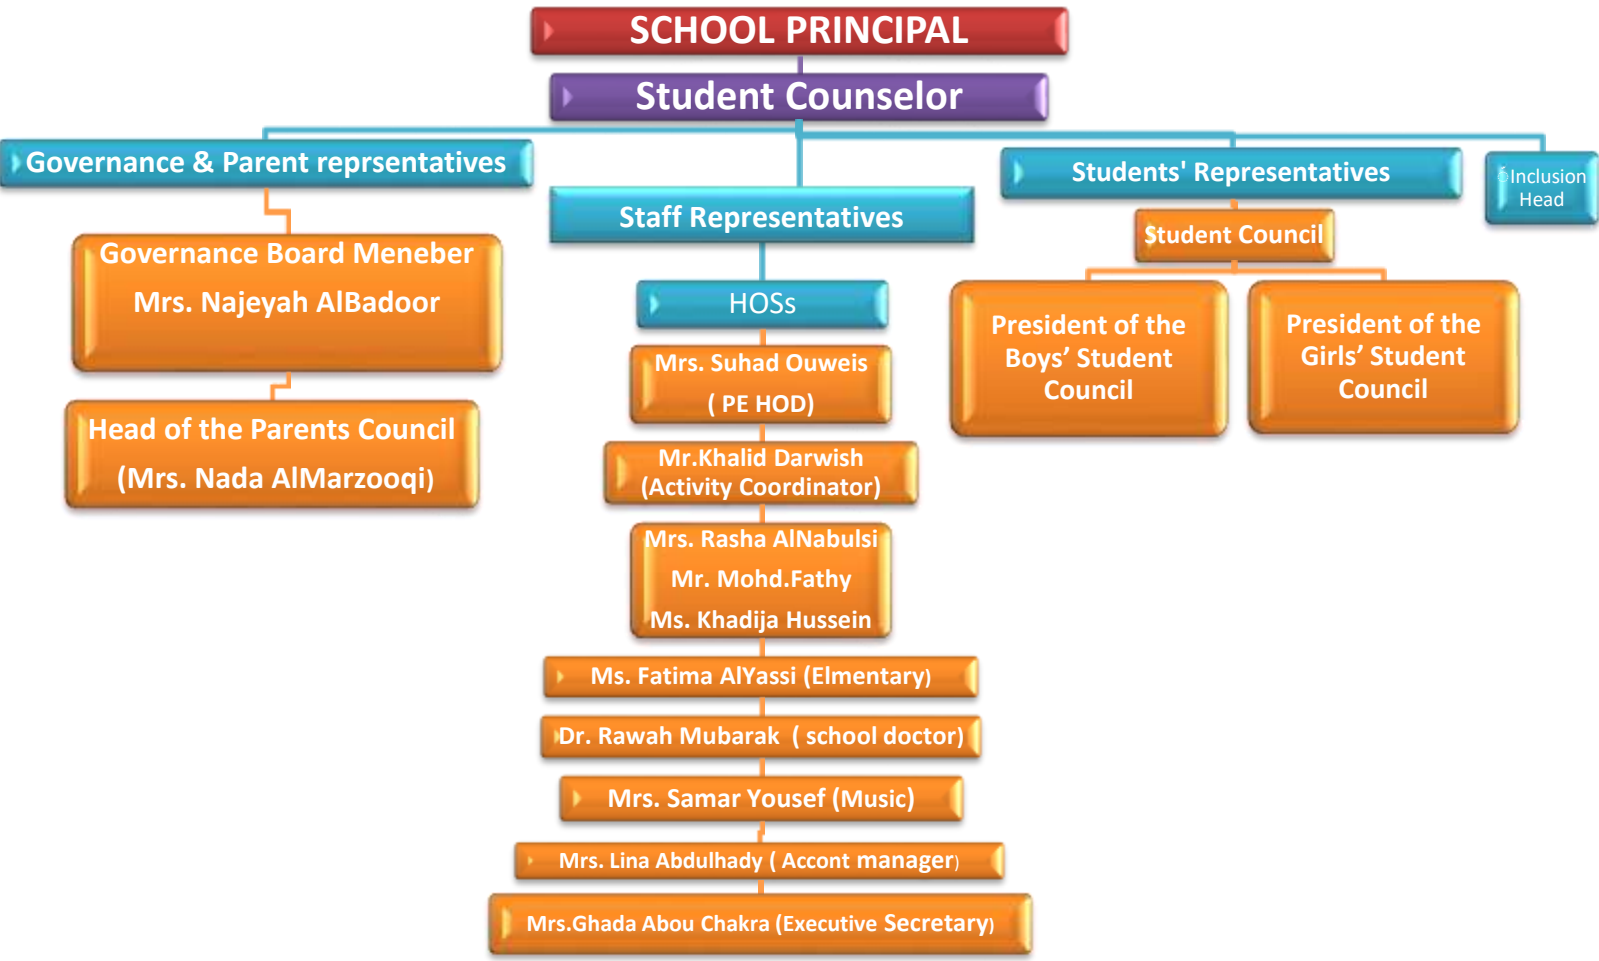 SCHOOL PRINCIPAL
Student Counselor
Governance & Parent reprsentatives
Governance Board Meneber
Mrs. Najeyah AlBadoor
Head of the Parents Council
(Mrs. Nada AlMarzooqi)
Staff Representatives
HOSs
Mrs. Suhad Ouweis
( PE HOD)
Mr.Khalid Darwish
(Activity Coordinator)
Mrs. Rasha AlNabulsi
Mr. Mohd.Fathy
Ms. Khadija Hussein
Ms. Fatima AlYassi (Elmentary)
Dr. Rawah Mubarak ( school doctor)
Mrs. Samar Yousef (Music)
Mrs. Lina Abdulhady ( Accont manager)
Mrs.Ghada Abou Chakra (Executive Secretary)
Students' Representatives
Student Council
President of the
Boys’ Student
Council
President of the
Girls’ Student
Council
Inclusion
Head